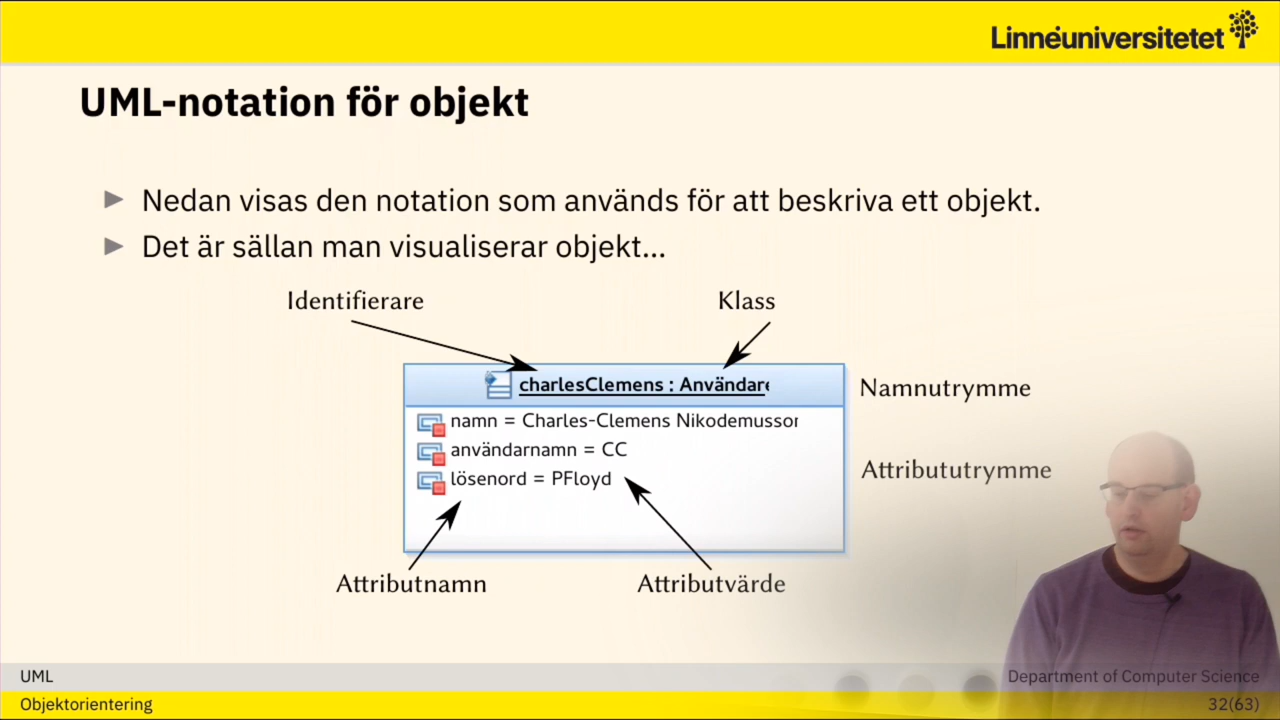 Linnéuniversitetet
UML-notation för objekt
Nedan visas den notation som används för att beskriva ett objekt.
Det är sällan man visualiserar objekt...
Identifierare
Klass
charlesClemens : Användare
Namnutrymme
namn = Charles-Clemens Nikodemusson
användarnamn = CC
Attribututrymme
lösenord = PFloyd
Attributnamn
Attributvärde
UML
Department of Computer Science
Objektorientering
32(63)